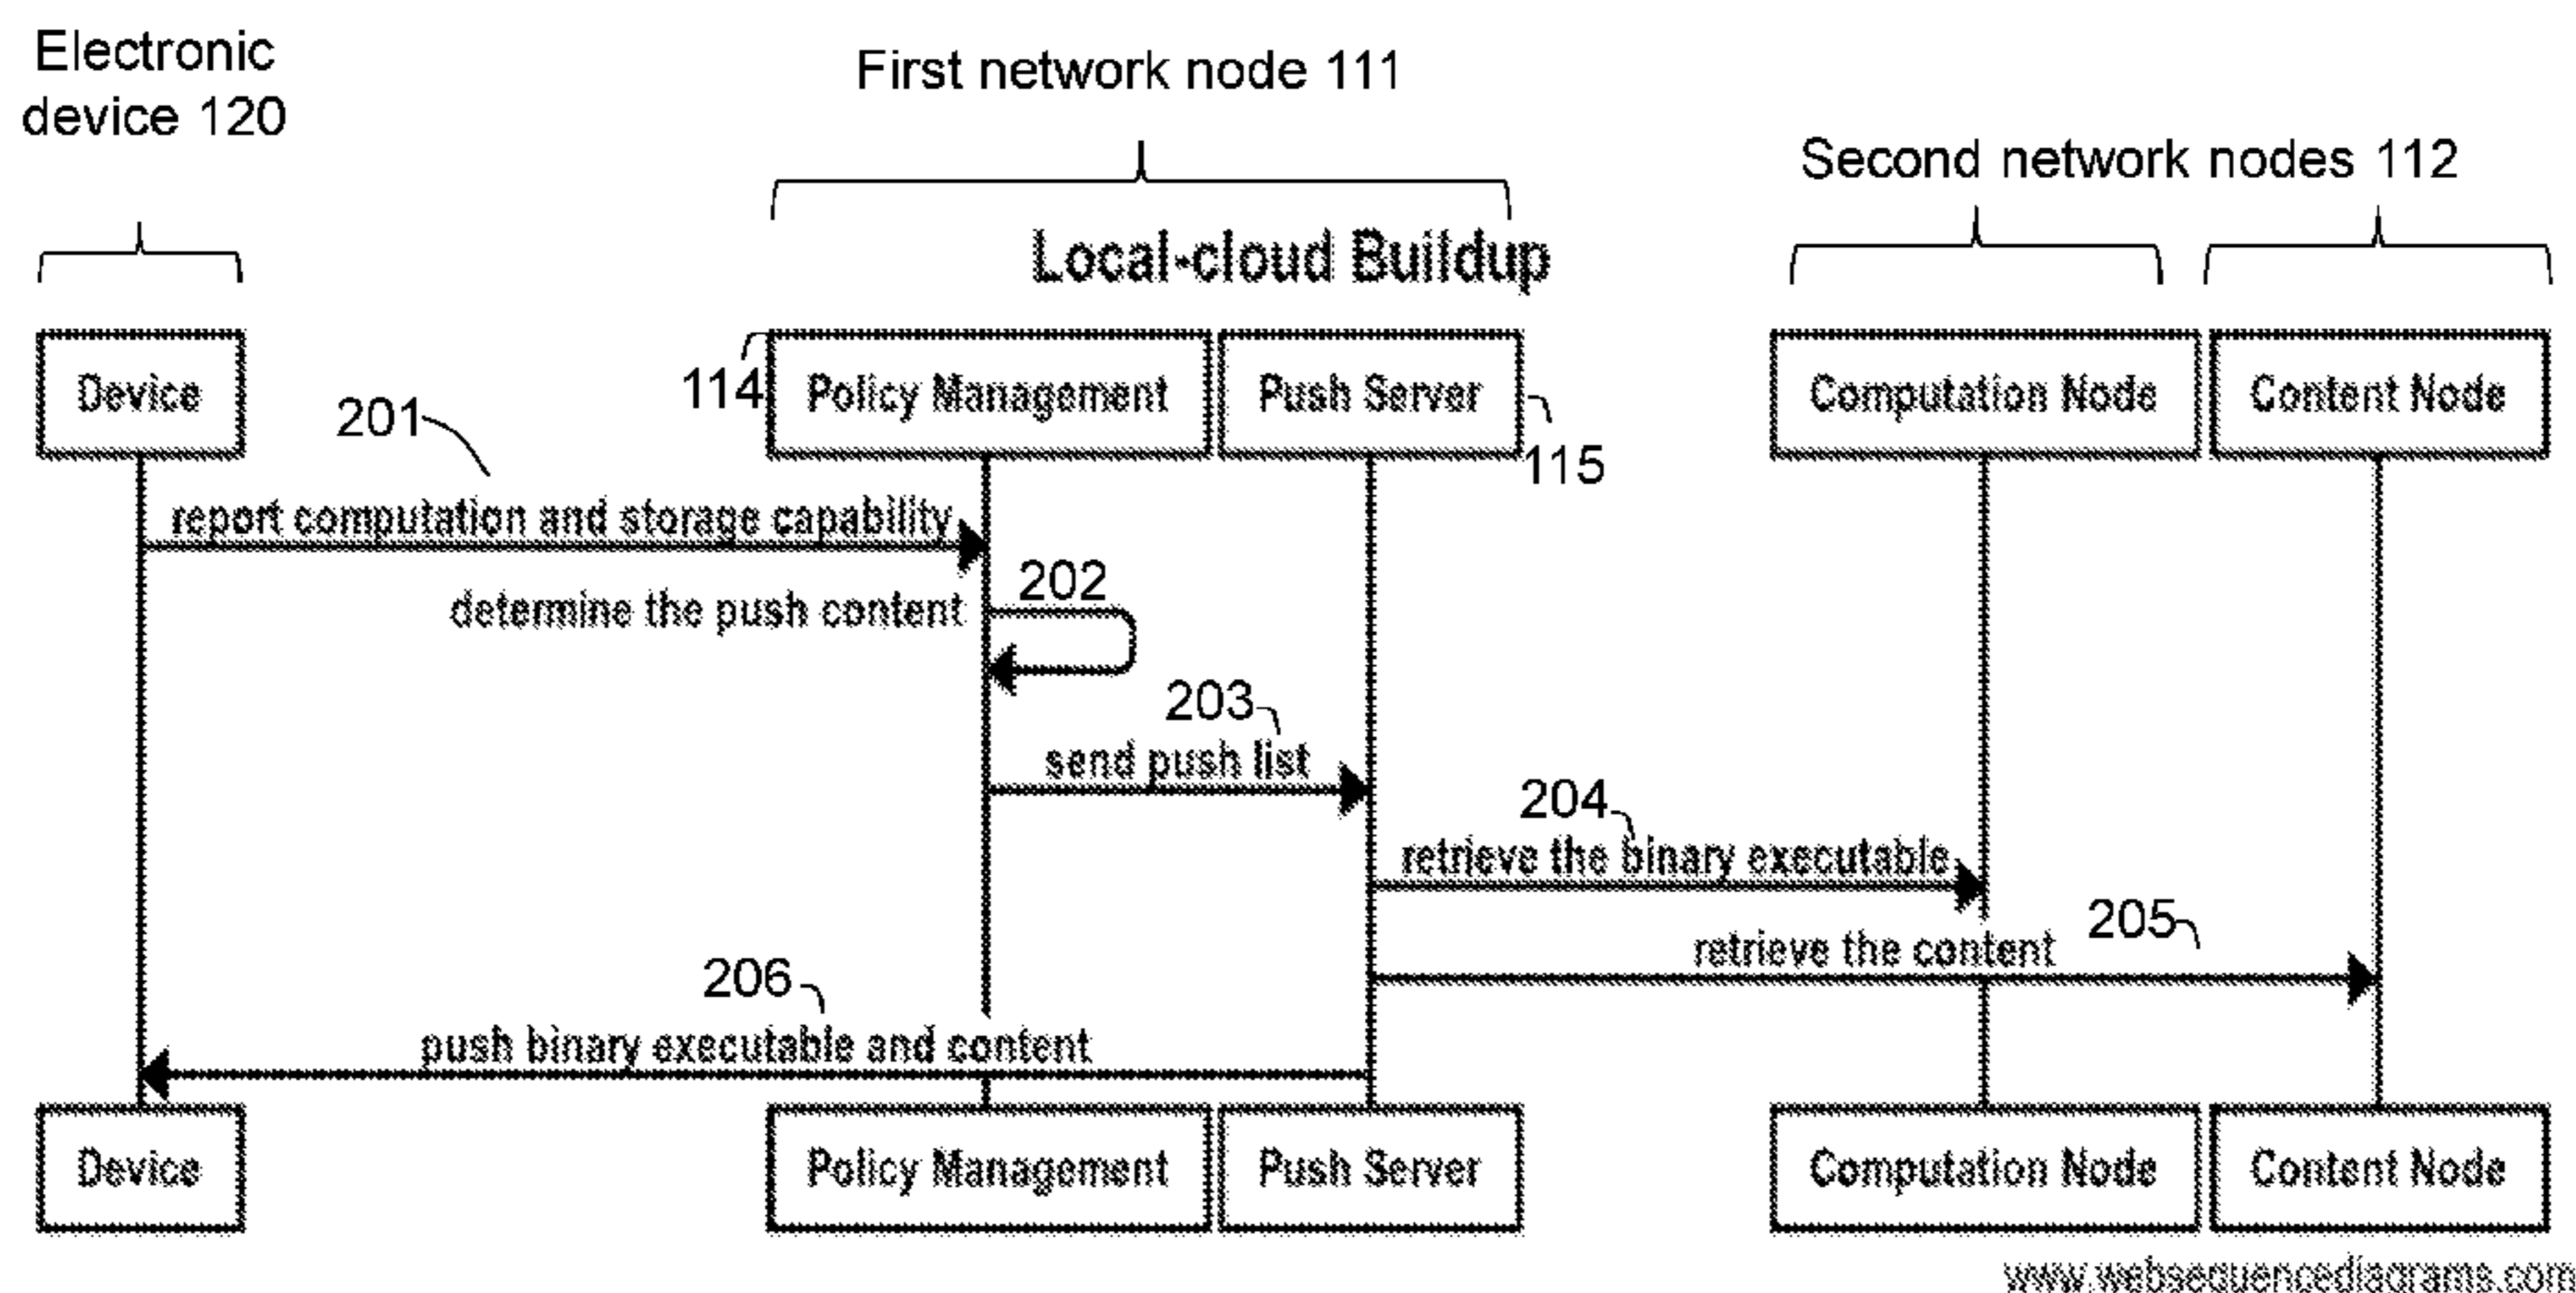 Electronic
device 120
First network node 111
Second network nodes 112
Local-cloud Buildup
Device
114
Policy Management
Push Server
115
Computation Node
Content Node
201
report computation and storage capability
determine the push content
202
203
send push list
204
retrieve the binary executable
205
retrieve the content
206
push binary executable and content
Device
Policy Management
Push Server
Computation Node
Content Node
www.websequencediagrams.com